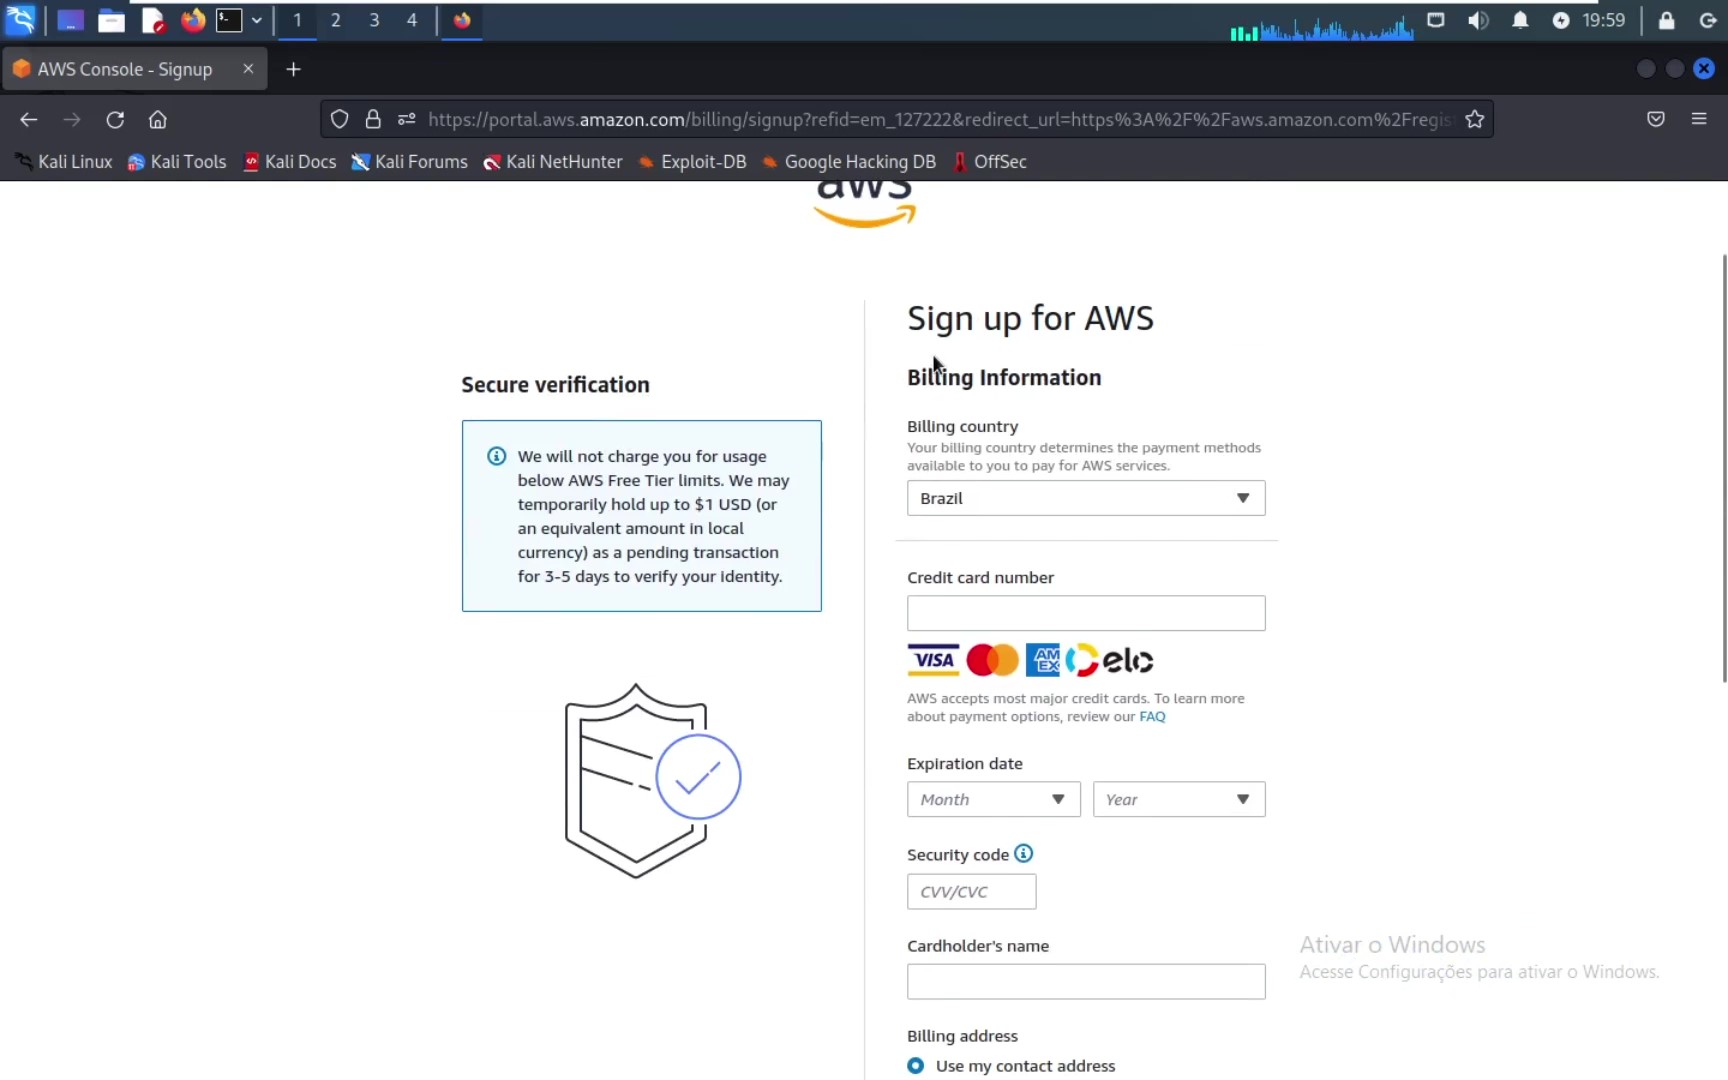 1 2 3 4
19:59
AWS Console - Signup
https://portal.aws.amazon.com/billing/signup?refid=em_127222&redirect_url=https%3A%2F%2Faws.amazon.com%2Fregis
Kali Linux Kali Tools Kali Docs Kali Forums Kali NetHunter Exploit-DB Google Hacking DB OffSec
aws
Sign up for AWS
Secure verification
We will not charge you for usage
below AWS Free Tier limits. We may
temporarily hold up to $1 USD (or
an equivalent amount in local
currency) as a pending transaction
for 3-5 days to verify your identity.
Billing Information
Billing country
Your billing country determines the payment methods
available to you to pay for AWS services.
Brazil
Credit card number
VISA AM EX elo
AWS accepts most major credit cards. To learn more
about payment options, review our FAQ
Expiration date
Month Year
Security code
CVV/CVC
Cardholder's name
Billing address
Use my contact address
Ativar o Windows
Acesse Configurações para ativar o Windows.